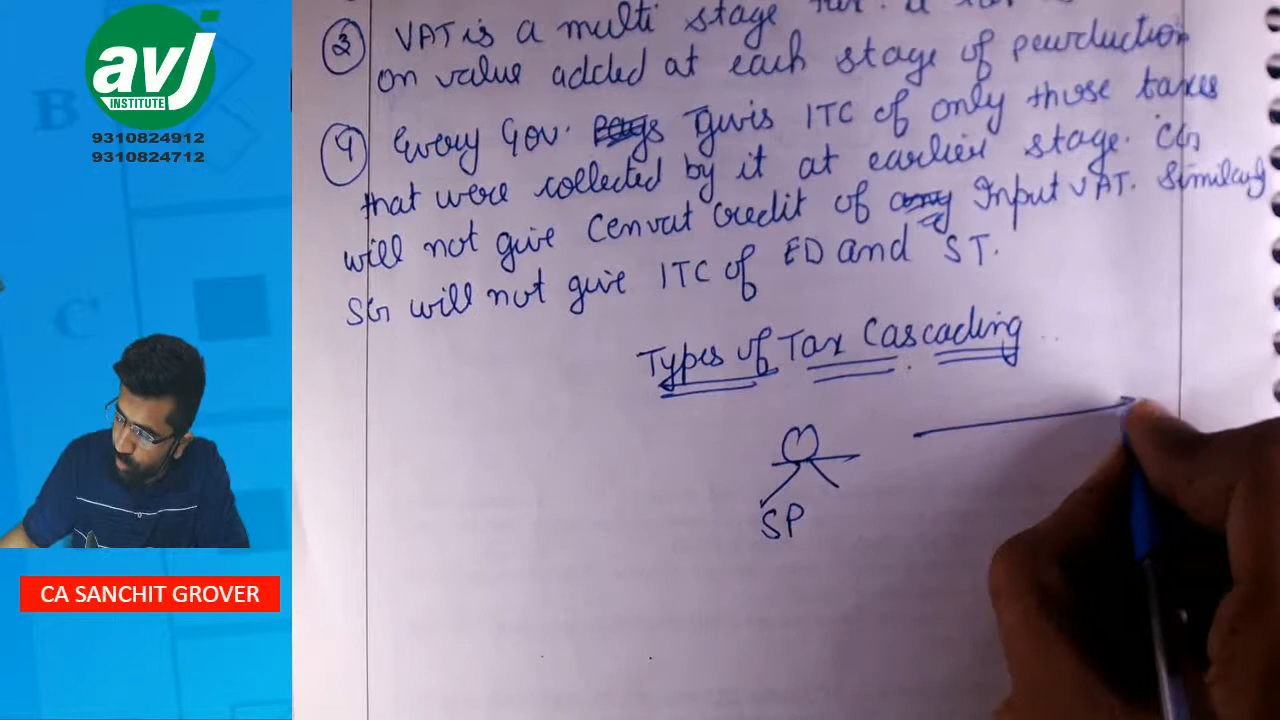 avj
INSTITUTE
9310824912
9310824712
CA SANCHIT GROVER
③ VAT is a multi stage
on value added at each stage of peurduction
④ Every Gov. givis ITC of only those taxes
that were collected by it at earlier stage. CG
will not give Cenvat credit of Input VAT. Similarly
SG will not give ITC of ED and ST.
Types of Tax Cascading
SP
B
C